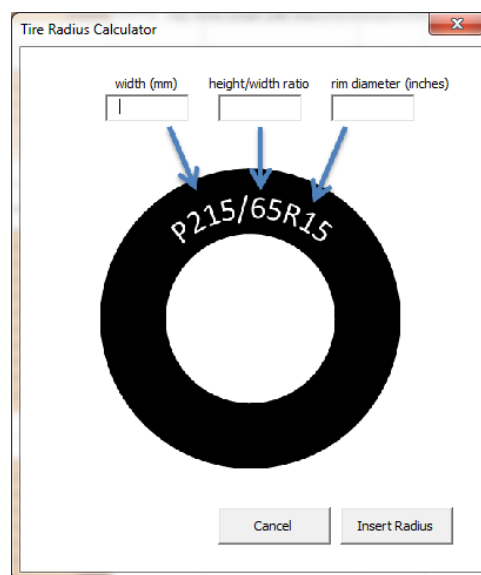 Tire Radius Calculator
width (mm) height/width ratio rim diameter (inches)
P215/65R15
Cancel Insert Radius